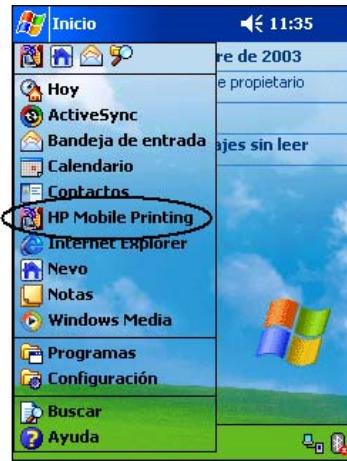 Inicio 11:35
re de 2003
e propietario
Hoy
ActiveSync
Bandeja de entrada
ajes sin leer
Calendario
Contactos
HP Mobile Printing
Internet Explorer
Nevo
Notas
Windows Media
Programas
Configuración
Buscar
Ayuda